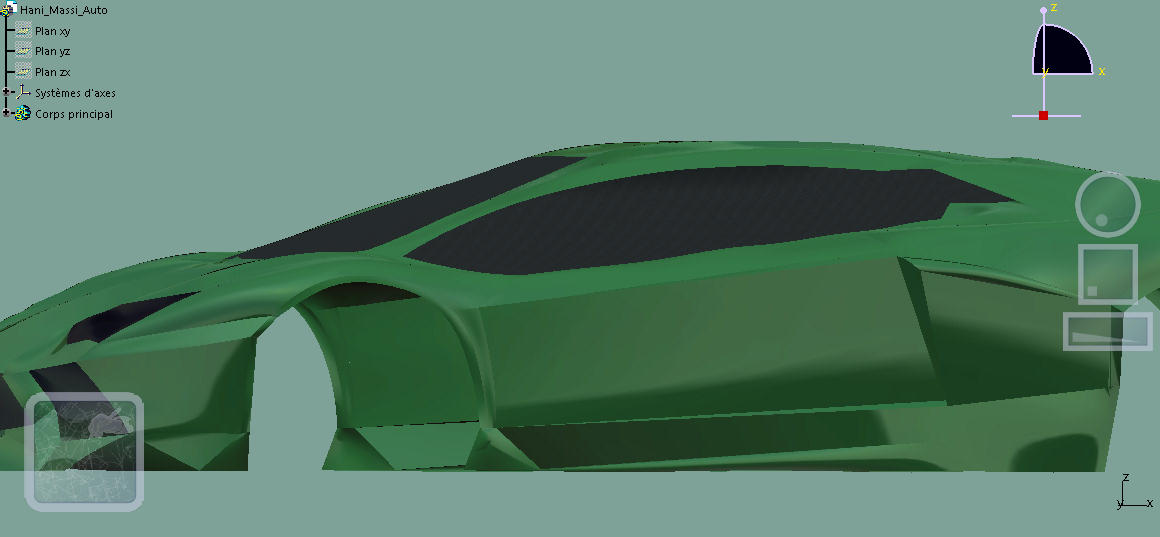 Hani_Massi_Auto
Plan xy
Plan yz
Plan zx
Systèmes d'axes
Corps principal
z
y
x
z
y
x